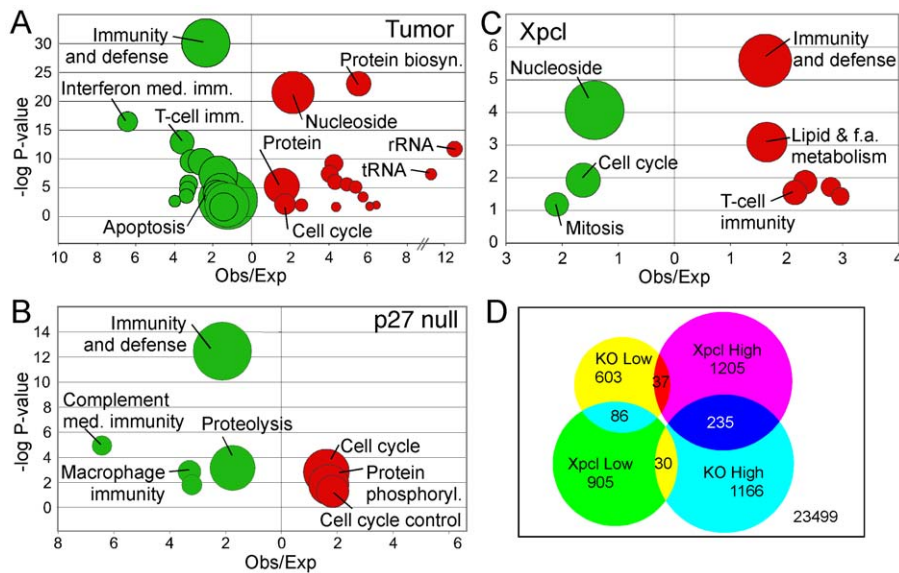 A
Tumor
Immunity
and defense
Protein biosyn.
Interferon med. imm.
Nucleoside
T-cell imm.
Protein
rRNA
tRNA
Apoptosis
Cell cycle
-log P-value
30
25
20
15
10
5
0
10 8 6 4 2 0 2 4 6 8 12
Obs/Exp
B
p27 null
Immunity
and defense
Complement
med. immunity
Proteolysis
Cell cycle
Macrophage
immunity
Protein
phosphoryl.
Cell cycle control
-log P-value
14
12
10
8
6
4
2
0
8 6 4 2 0 2 4 6
Obs/Exp
C
Xpcl
Immunity
and defense
Nucleoside
Lipid & f.a.
metabolism
Cell cycle
T-cell
immunity
Mitosis
6
5
4
3
2
1
0
3 2 1 0 1 2 3 4
Obs/Exp
D
KO Low
603
Xpcl High
1205
37
86
235
Xpcl Low
905
30
KO High
1166
23499